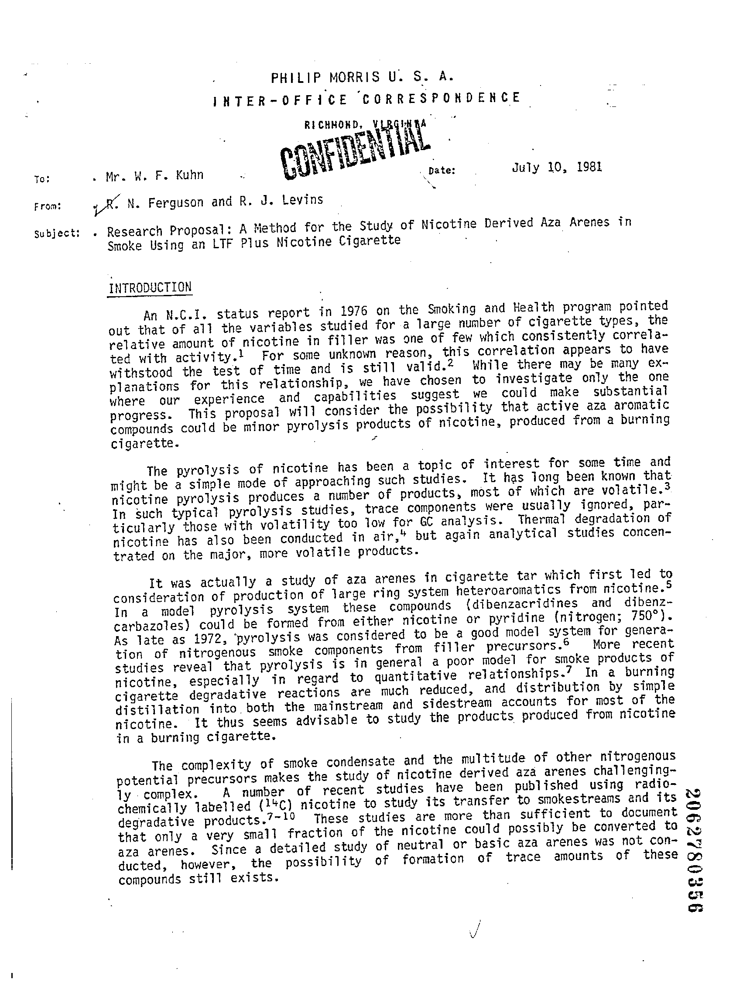 PHILIP MORRIS U. S. A.
INTER-OFFICE CORRESPONDENCE
RICHMOND, VIRGINIA
CONFIDENTIAL
To: . Mr. W. F. Kuhn Date: July 10, 1981
From: R. N. Ferguson and R. J. Levins
Subject: . Research Proposal: A Method for the Study of Nicotine Derived Aza Arenes in
Smoke Using an LTF Plus Nicotine Cigarette
INTRODUCTION
An N.C.I. status report in 1976 on the Smoking and Health program pointed
out that of all the variables studied for a large number of cigarette types, the
relative amount of nicotine in filler was one of few which consistently correla-
ted with activity.¹ For some unknown reason, this correlation appears to have
withstood the test of time and is still valid.² While there may be many ex-
planations for this relationship, we have chosen to investigate only the one
where our experience and capabilities suggest we could make substantial
progress. This proposal will consider the possibility that active aza aromatic
compounds could be minor pyrolysis products of nicotine, produced from a burning
cigarette.
The pyrolysis of nicotine has been a topic of interest for some time and
might be a simple mode of approaching such studies. It has long been known that
nicotine pyrolysis produces a number of products, most of which are volatile.³
In such typical pyrolysis studies, trace components were usually ignored, par-
ticularly those with volatility too low for GC analysis. Thermal degradation of
nicotine has also been conducted in air,⁴ but again analytical studies concen-
trated on the major, more volatile products.
It was actually a study of aza arenes in cigarette tar which first led to
consideration of production of large ring system heteroaromatics from nicotine.⁵
In a model pyrolysis system these compounds (dibenzacridines and dibenz-
carbazoles) could be formed from either nicotine or pyridine (nitrogen; 750°).
As late as 1972, pyrolysis was considered to be a good model system for genera-
tion of nitrogenous smoke components from filler precursors.⁶ More recent
studies reveal that pyrolysis is in general a poor model for smoke products of
nicotine, especially in regard to quantitative relationships.⁷ In a burning
cigarette degradative reactions are much reduced, and distribution by simple
distillation into both the mainstream and sidestream accounts for most of the
nicotine. It thus seems advisable to study the products produced from nicotine
in a burning cigarette.
The complexity of smoke condensate and the multitude of other nitrogenous
potential precursors makes the study of nicotine derived aza arenes challenging-
ly complex. A number of recent studies have been published using radio-
chemically labelled (¹⁴C) nicotine to study its transfer to smokestreams and its
degradative products.⁷⁻¹⁰ These studies are more than sufficient to document
that only a very small fraction of the nicotine could possibly be converted to
aza arenes. Since a detailed study of neutral or basic aza arenes was not con-
ducted, however, the possibility of formation of trace amounts of these
compounds still exists.
2062780356